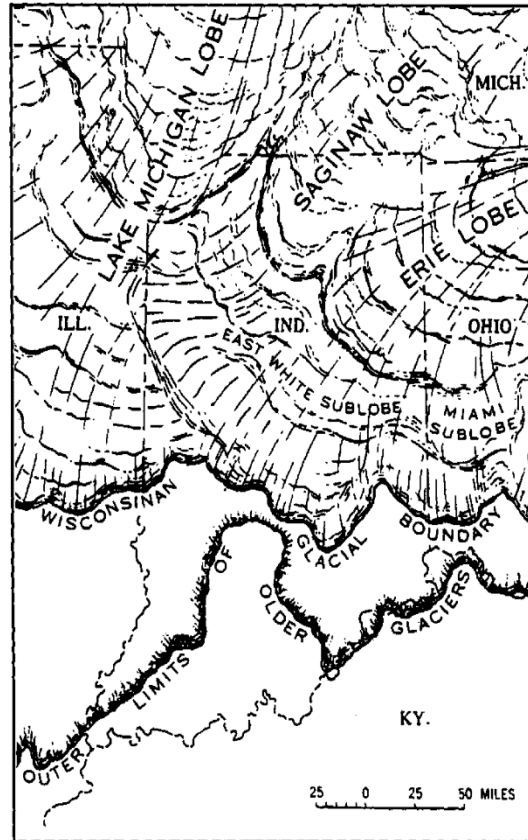 MICH.
LAKE MICHIGAN LOBE
SAGINAW LOBE
ERIE LOBE
ILL.
IND.
OHIO
EAST WHITE SUBLOBE
MIAMI
SUBLOBE
WISCONSINAN GLACIAL BOUNDARY
OUTER LIMITS OF OLDER GLACIERS
KY.
25 0 25 50 MILES